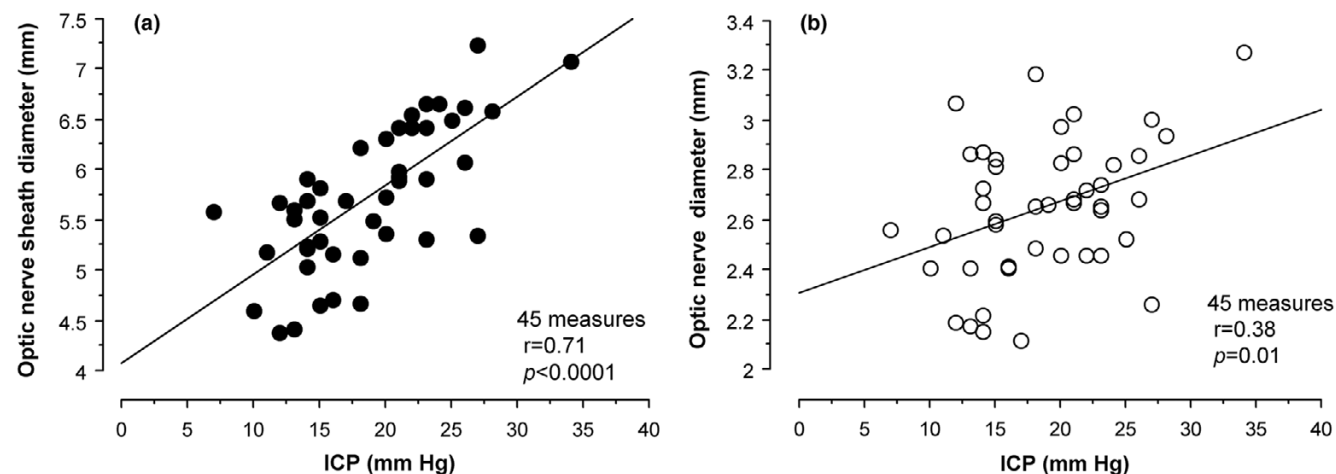 (a)
Optic nerve sheath diameter (mm)
7.5
7
6.5
6
5.5
5
4.5
4
45 measures
r=0.71
p<0.0001
0 5 10 15 20 25 30 35 40
ICP (mm Hg)
(b)
Optic nerve diameter (mm)
3.4
3.2
3
2.8
2.6
2.4
2.2
2
45 measures
r=0.38
p=0.01
0 5 10 15 20 25 30 35 40
ICP (mm Hg)